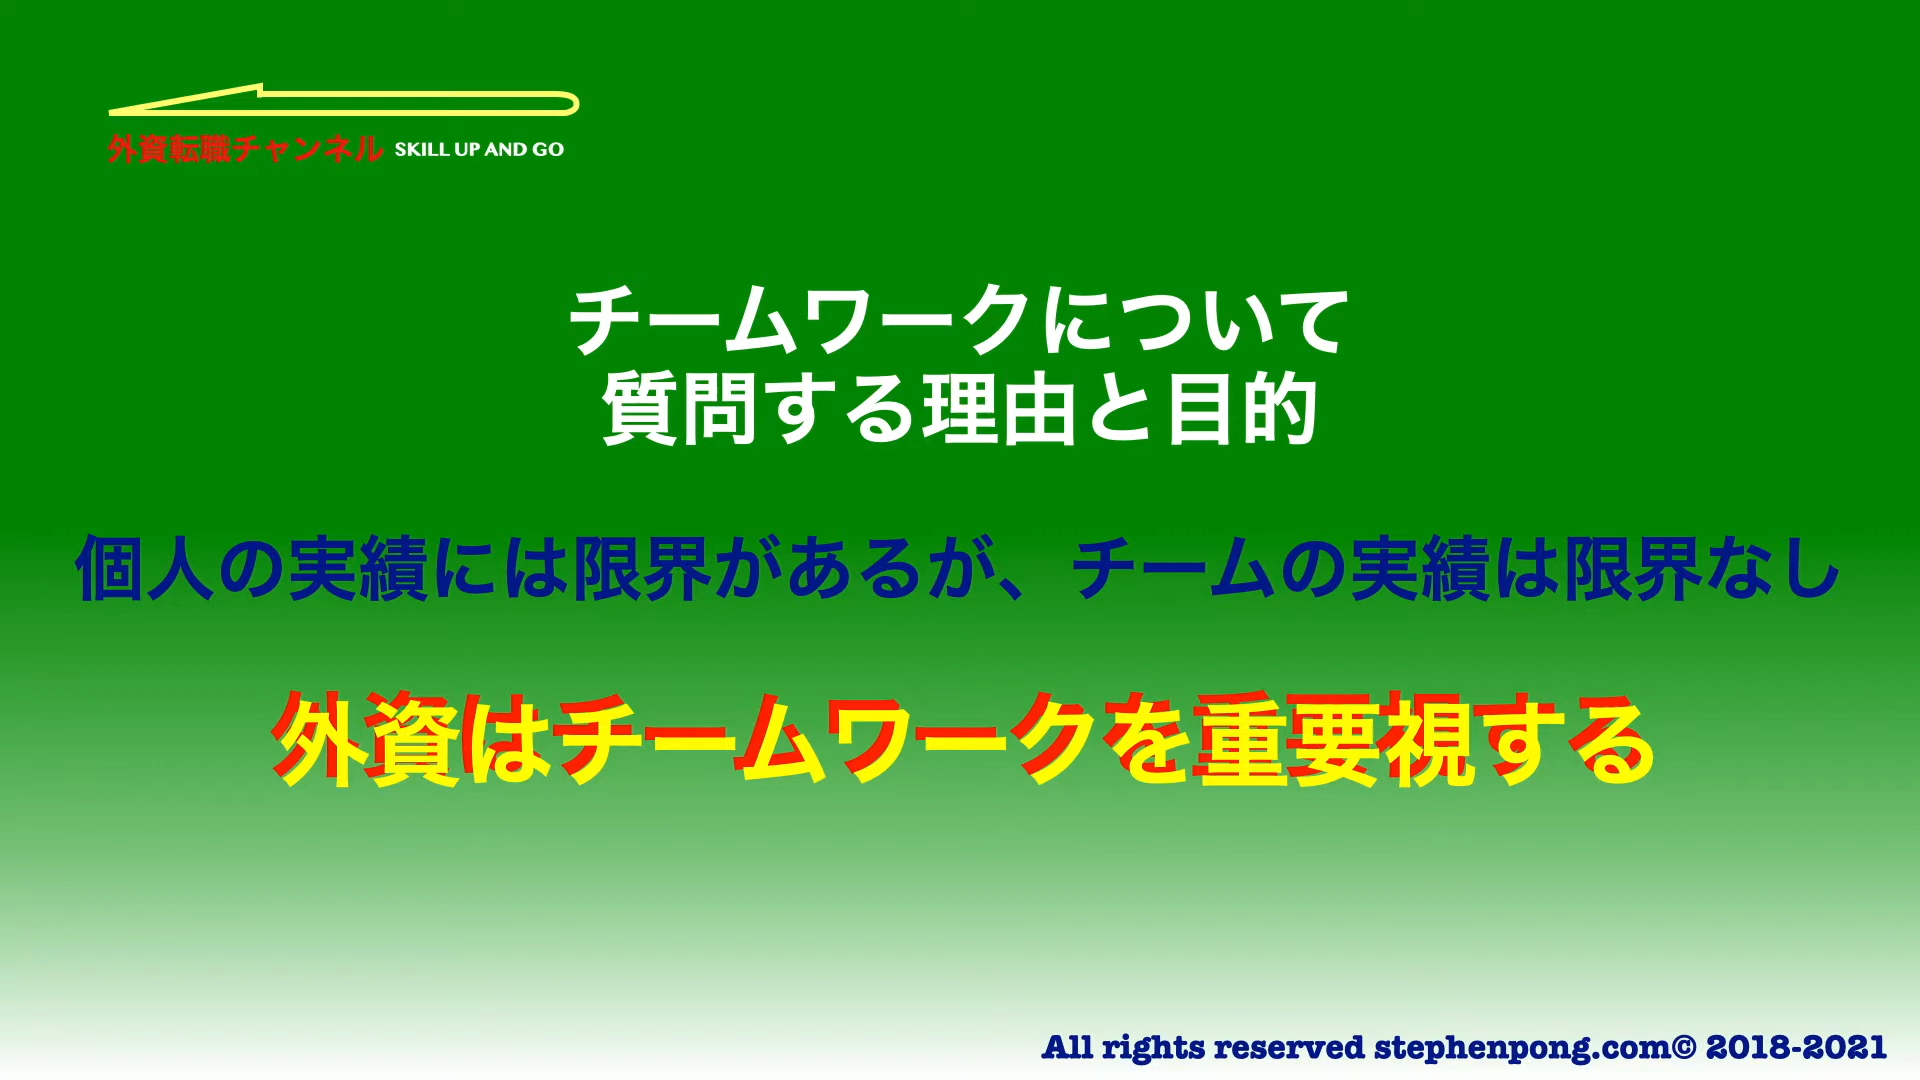 外資転職チャンネル SKILL UP AND GO
チームワークについて
質問する理由と目的
個人の実績には限界があるが、チームの実績は限界なし
外資はチームワークを重要視する
All rights reserved stephenpong.com© 2018-2021